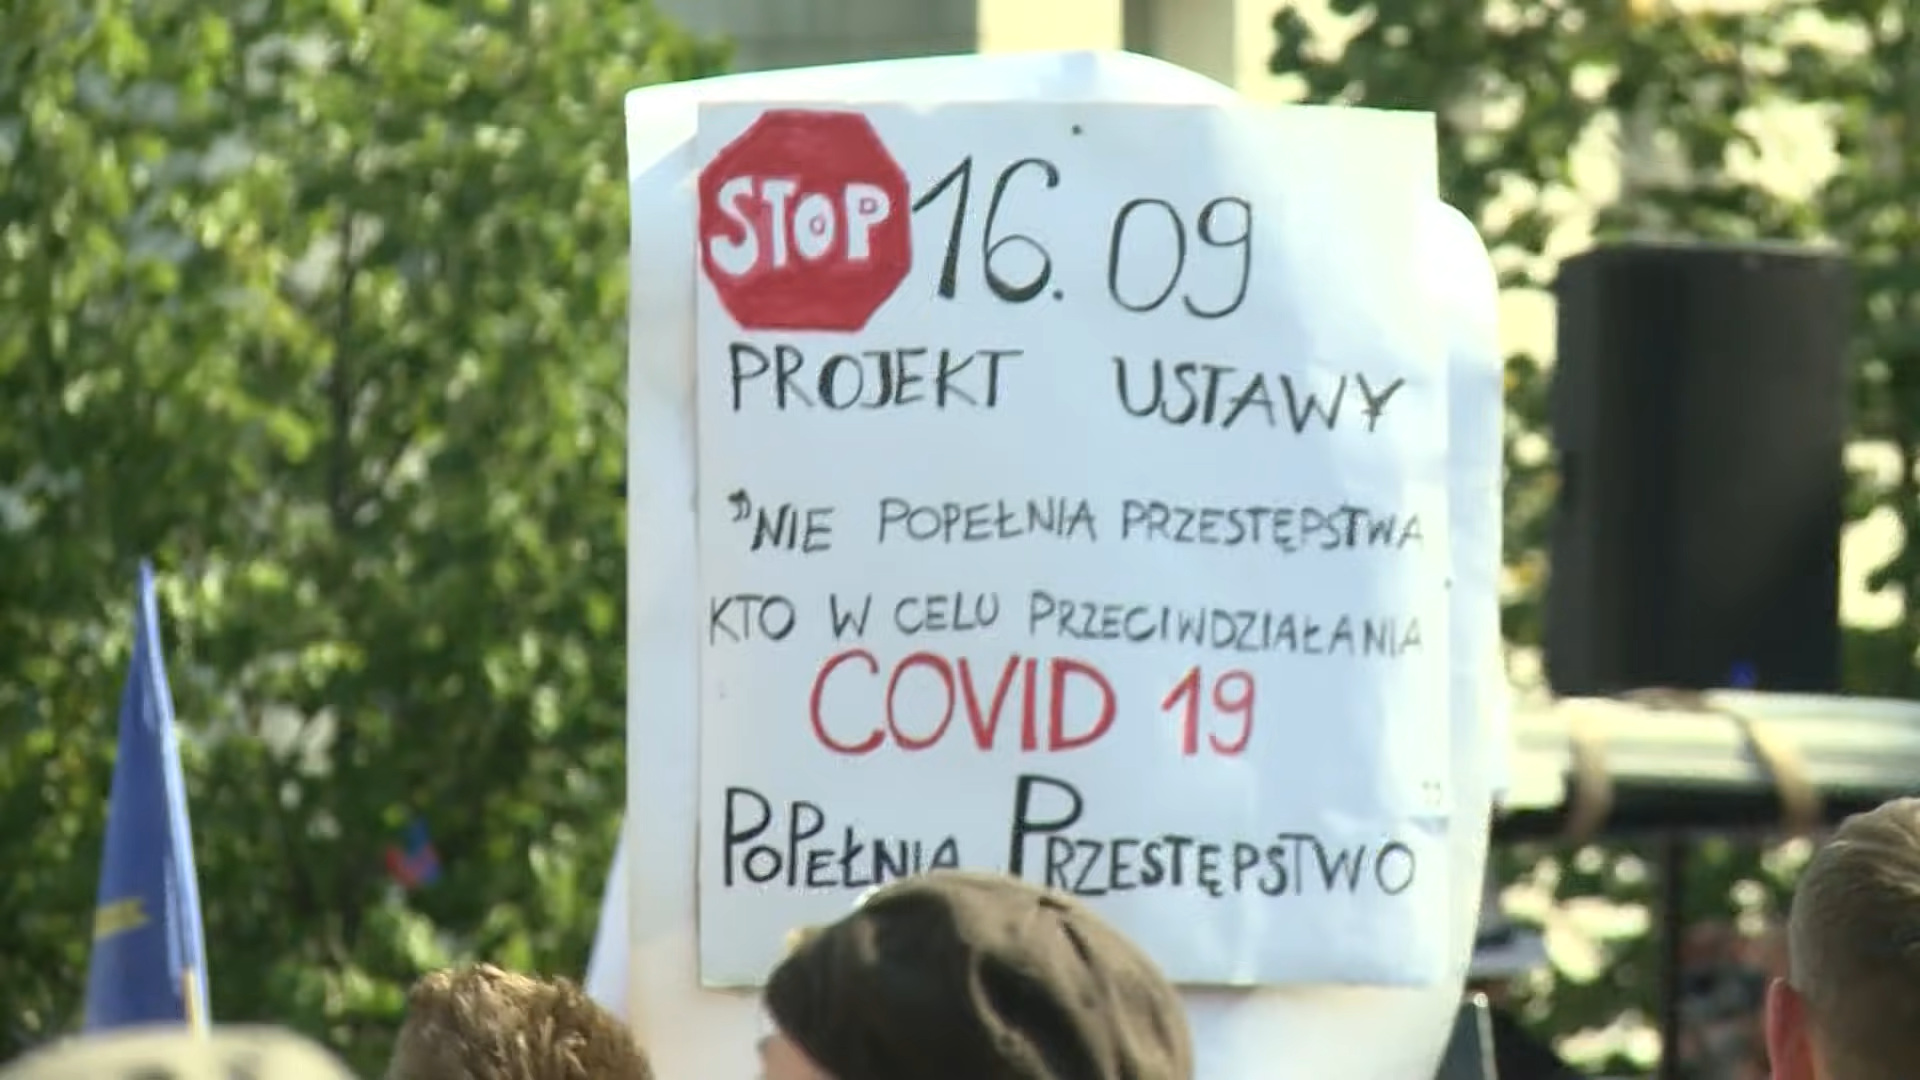 STOP 16. 09
PROJEKT USTAWY
"NIE POPEŁNIA PRZESTĘPSTWA
KTO W CELU PRZECIWDZIAŁANIA
COVID 19
POPEŁNIA PRZESTĘPSTWO